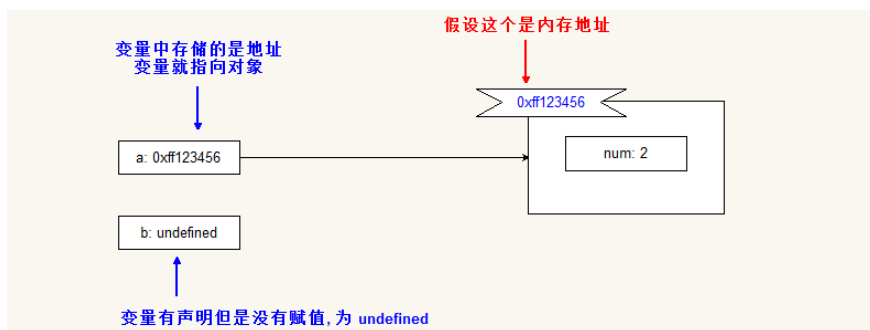 假设这个是内存地址
变量中存储的是地址
变量就指向对象
0xff123456
a: 0xff123456
num: 2
b: undefined
变量有声明但是没有赋值,为 undefined